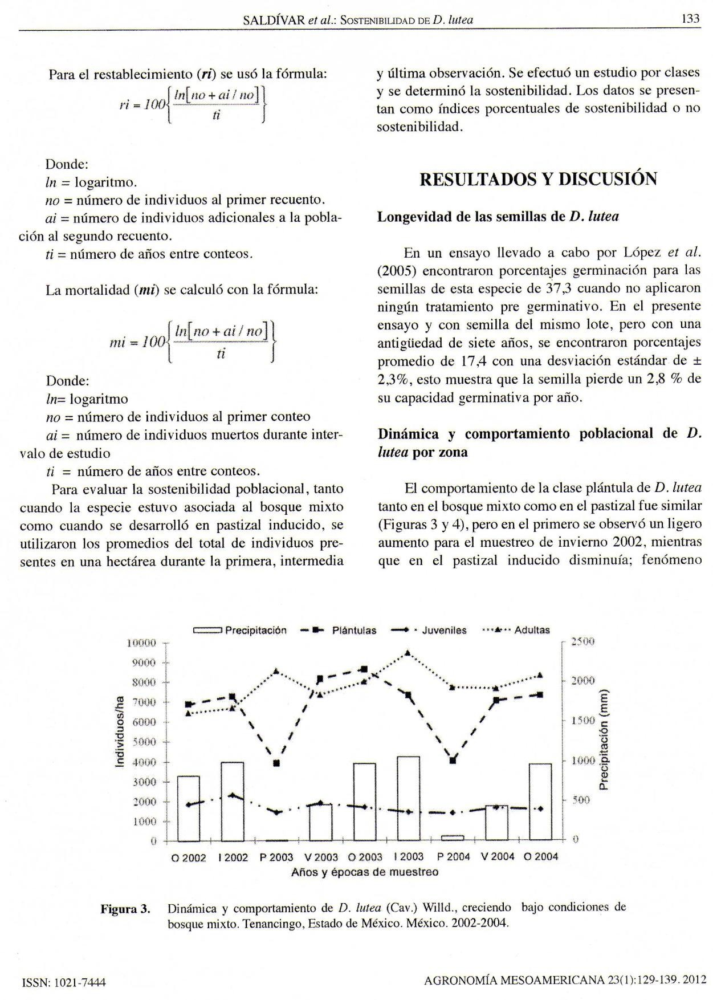 SALDÍVAR et al.: SOSTENIBILIDAD DE D. lutea 133
Para el restablecimiento (ri) se usó la fórmula:
ri = 100{ ln[no + ai / no] / ti }
Donde:
ln = logaritmo.
no = número de individuos al primer recuento.
ai = número de individuos adicionales a la pobla-
ción al segundo recuento.
ti = número de años entre conteos.
La mortalidad (mi) se calculó con la fórmula:
mi = 100{ ln[no + ai / no] / ti }
Donde:
ln= logaritmo
no = número de individuos al primer conteo
ai = número de individuos muertos durante inter-
valo de estudio
ti = número de años entre conteos.
Para evaluar la sostenibilidad poblacional, tanto
cuando la especie estuvo asociada al bosque mixto
como cuando se desarrolló en pastizal inducido, se
utilizaron los promedios del total de individuos pre-
sentes en una hectárea durante la primera, intermedia
y última observación. Se efectuó un estudio por clases
y se determinó la sostenibilidad. Los datos se presen-
tan como índices porcentuales de sostenibilidad o no
sostenibilidad.
RESULTADOS Y DISCUSIÓN
Longevidad de las semillas de D. lutea
En un ensayo llevado a cabo por López et al.
(2005) encontraron porcentajes germinación para las
semillas de esta especie de 37,3 cuando no aplicaron
ningún tratamiento pre germinativo. En el presente
ensayo y con semilla del mismo lote, pero con una
antigüedad de siete años, se encontraron porcentajes
promedio de 17,4 con una desviación estándar de ±
2,3%, esto muestra que la semilla pierde un 2,8 % de
su capacidad germinativa por año.
Dinámica y comportamiento poblacional de D.
lutea por zona
El comportamiento de la clase plántula de D. lutea
tanto en el bosque mixto como en el pastizal fue similar
(Figuras 3 y 4), pero en el primero se observó un ligero
aumento para el muestreo de invierno 2002, mientras
que en el pastizal inducido disminuía; fenómeno
Precipitación Plántulas Juveniles Adultas
Individuos/ha
10000
9000
8000
7000
6000
5000
4000
3000
2000
1000
0
2500
2000
1500
1000
500
0
Precipitación (mm)
O 2002 I 2002 P 2003 V 2003 O 2003 I 2003 P 2004 V 2004 O 2004
Años y épocas de muestreo
Figura 3. Dinámica y comportamiento de D. lutea (Cav.) Willd., creciendo bajo condiciones de
bosque mixto. Tenancingo, Estado de México. México. 2002-2004.
ISSN: 1021-7444 AGRONOMÍA MESOAMERICANA 23(1):129-139. 2012